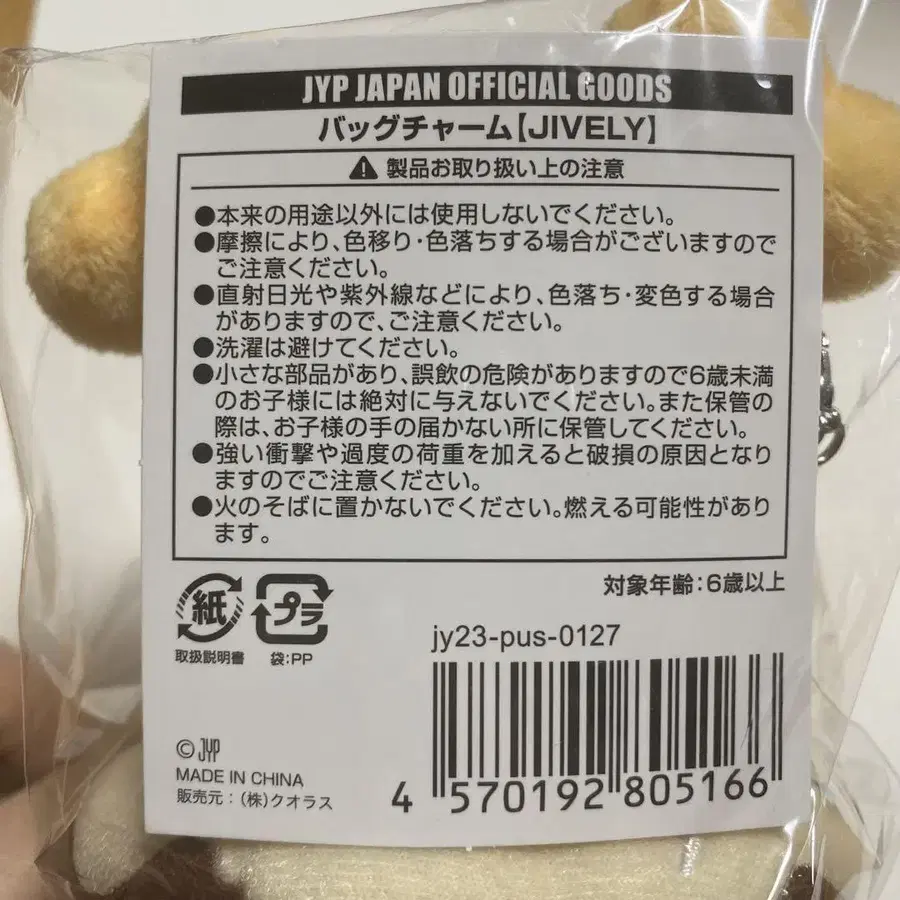 JYP JAPAN OFFICIAL GOODS
バッグチャーム【JIVELY】
製品お取り扱い上の注意
●本来の用途以外には使用しないでください。
●摩擦により、色移り・色落ちする場合がございますので
ご注意ください。
●直射日光や紫外線などにより、色落ち・変色する場合
がありますので、ご注意ください。
●洗濯は避けてください。
●小さな部品があり、誤飲の危険がありますので6歳未満
のお子様には絶対に与えないでください。また保管の
際は、お子様の手の届かない所に保管してください。
●強い衝撃や過度の荷重を加えると破損の原因となり
ますのでご注意ください。
●火のそばに置かないでください。燃える可能性があり
ます。
対象年齢：6歳以上
紙 プラ
取扱説明書 袋：PP
jy23-pus-0127
© JYP
MADE IN CHINA
販売元：（株）クオラス
4 570192 805166